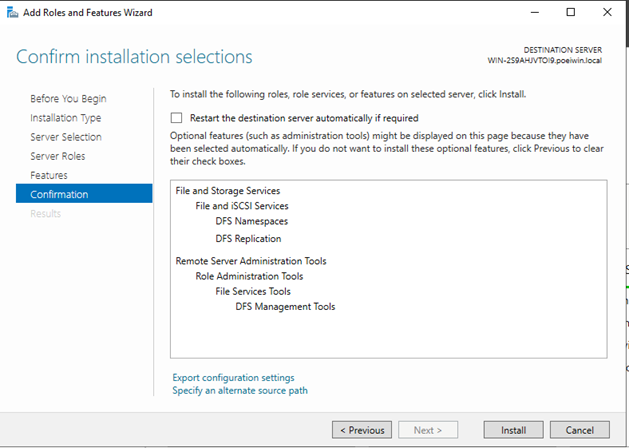 Add Roles and Features Wizard
Confirm installation selections
DESTINATION SERVER
WIN-2S9AHJVTOI9.poeiwin.local
Before You Begin
Installation Type
Server Selection
Server Roles
Features
Confirmation
Results
To install the following roles, role services, or features on selected server, click Install.
Restart the destination server automatically if required
Optional features (such as administration tools) might be displayed on this page because they have
been selected automatically. If you do not want to install these optional features, click Previous to clear
their check boxes.
File and Storage Services
File and iSCSI Services
DFS Namespaces
DFS Replication
Remote Server Administration Tools
Role Administration Tools
File Services Tools
DFS Management Tools
Export configuration settings
Specify an alternate source path
< Previous
Next >
Install
Cancel